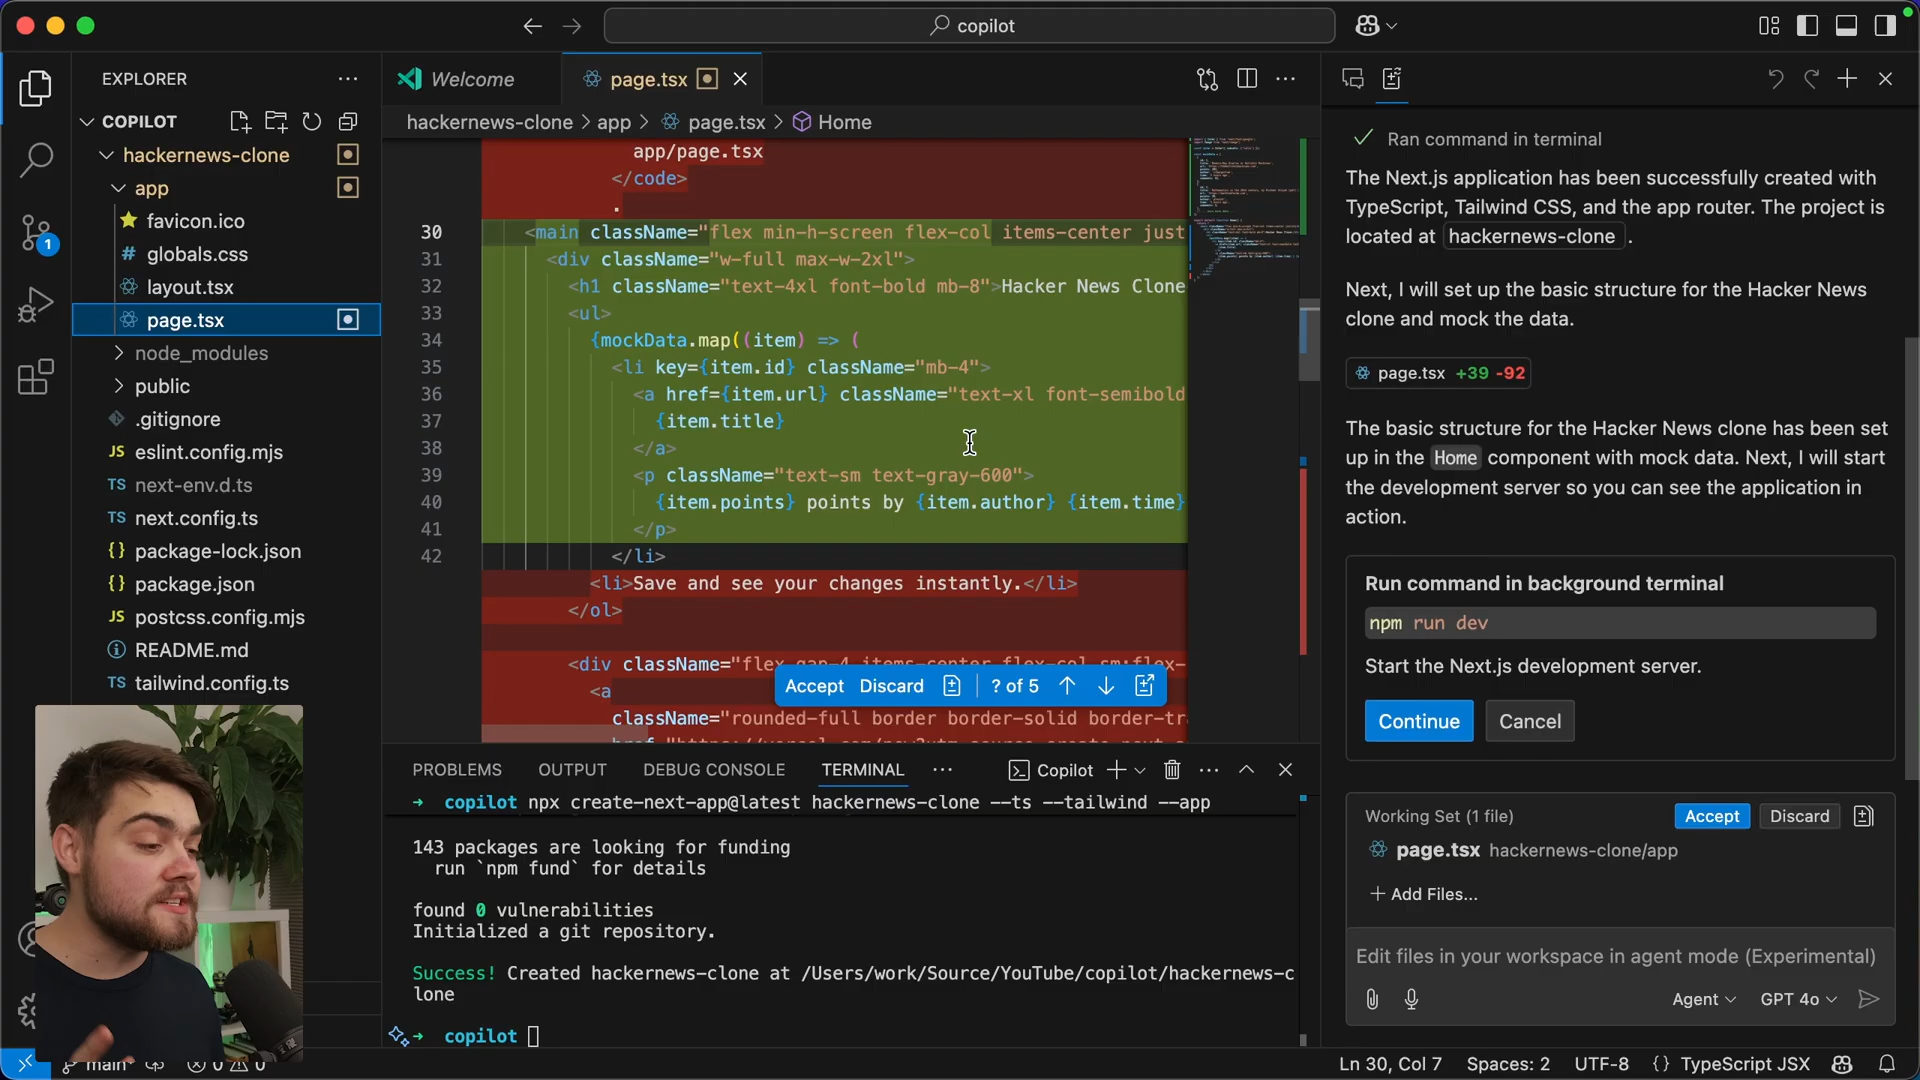 copilot
EXPLORER
COPILOT
hackernews-clone
app
favicon.ico
# globals.css
layout.tsx
page.tsx
node_modules
public
.gitignore
JS eslint.config.mjs
TS next-env.d.ts
TS next.config.ts
{} package-lock.json
{} package.json
JS postcss.config.mjs
README.md
TS tailwind.config.ts
1
Welcome
page.tsx
hackernews-clone > app > page.tsx > Home
app/page.tsx
</code>
.
30 <main className="flex min-h-screen flex-col items-center just
31 <div className="w-full max-w-2xl">
32 <h1 className="text-4xl font-bold mb-8">Hacker News Clone
33 <ul>
34 {mockData.map((item) => (
35 <li key={item.id} className="mb-4">
36 <a href={item.url} className="text-xl font-semibold
37 {item.title}
38 </a>
39 <p className="text-sm text-gray-600">
40 {item.points} points by {item.author} {item.time}
41 </p>
42 </li>
<li>Save and see your changes instantly.</li>
</ol>
<div className="flex gap-4 items-center flex-col sm:flex-
<a
className="rounded-full border border-solid border-tr
Accept Discard ? of 5
PROBLEMS OUTPUT DEBUG CONSOLE TERMINAL ··· Copilot
→ copilot npx create-next-app@latest hackernews-clone --ts --tailwind --app
143 packages are looking for funding
run `npm fund` for details
found 0 vulnerabilities
Initialized a git repository.
Success! Created hackernews-clone at /Users/work/Source/YouTube/copilot/hackernews-c
lone
→ copilot
Ran command in terminal
The Next.js application has been successfully created with
TypeScript, Tailwind CSS, and the app router. The project is
located at hackernews-clone .
Next, I will set up the basic structure for the Hacker News
clone and mock the data.
page.tsx +39 -92
The basic structure for the Hacker News clone has been set
up in the Home component with mock data. Next, I will start
the development server so you can see the application in
action.
Run command in background terminal
npm run dev
Start the Next.js development server.
Continue Cancel
Working Set (1 file) Accept Discard
page.tsx hackernews-clone/app
+ Add Files...
Edit files in your workspace in agent mode (Experimental)
Agent GPT 4o
main* 0 0
Ln 30, Col 7 Spaces: 2 UTF-8 {} TypeScript JSX